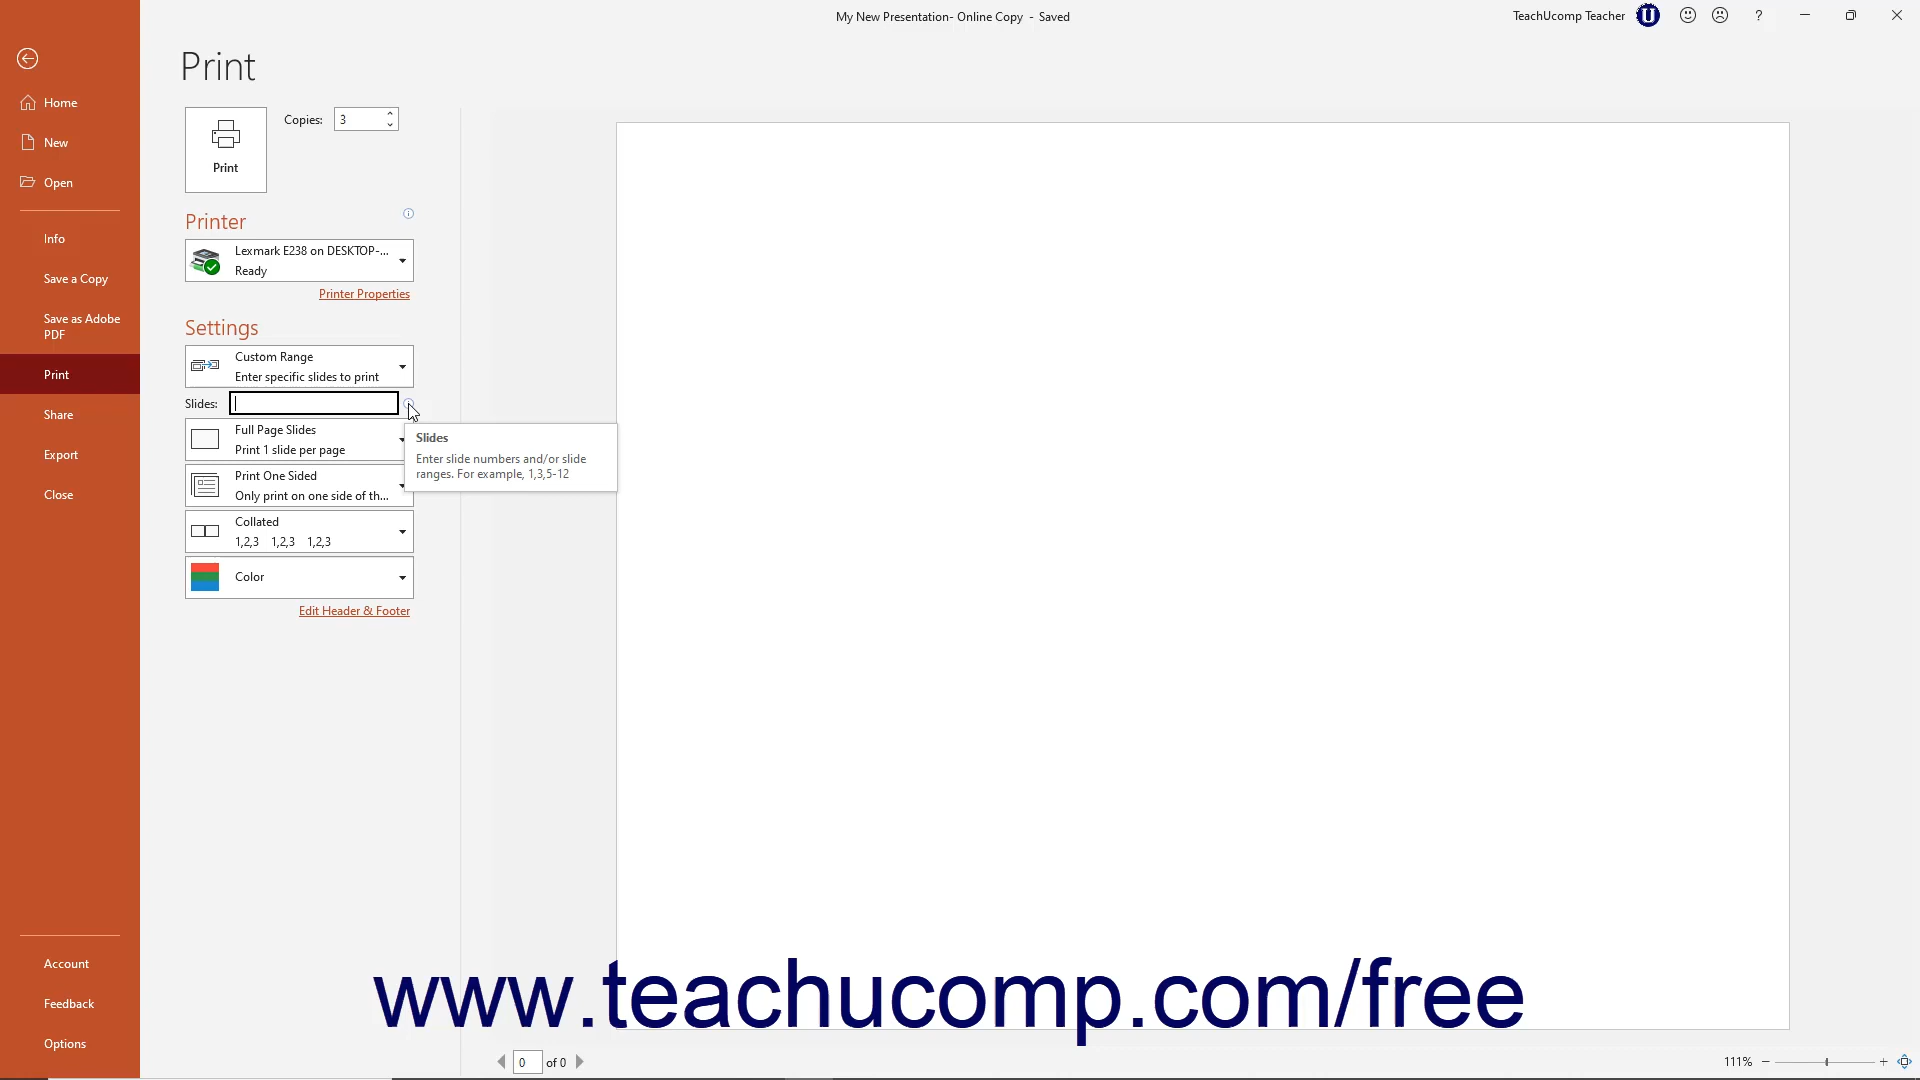 My New Presentation- Online Copy - Saved
TeachUcomp Teacher
U
?
Home
New
Open
Info
Save a Copy
Save as Adobe
PDF
Print
Share
Export
Close
Account
Feedback
Options
Print
Print
Copies: 3
Printer
Lexmark E238 on DESKTOP-...
Ready
Printer Properties
Settings
Custom Range
Enter specific slides to print
Slides:
Full Page Slides
Print 1 slide per page
Slides
Enter slide numbers and/or slide
ranges. For example, 1,3,5-12
Print One Sided
Only print on one side of th...
Collated
1,2,3 1,2,3 1,2,3
Color
Edit Header & Footer
www.teachucomp.com/free
0 of 0
111%